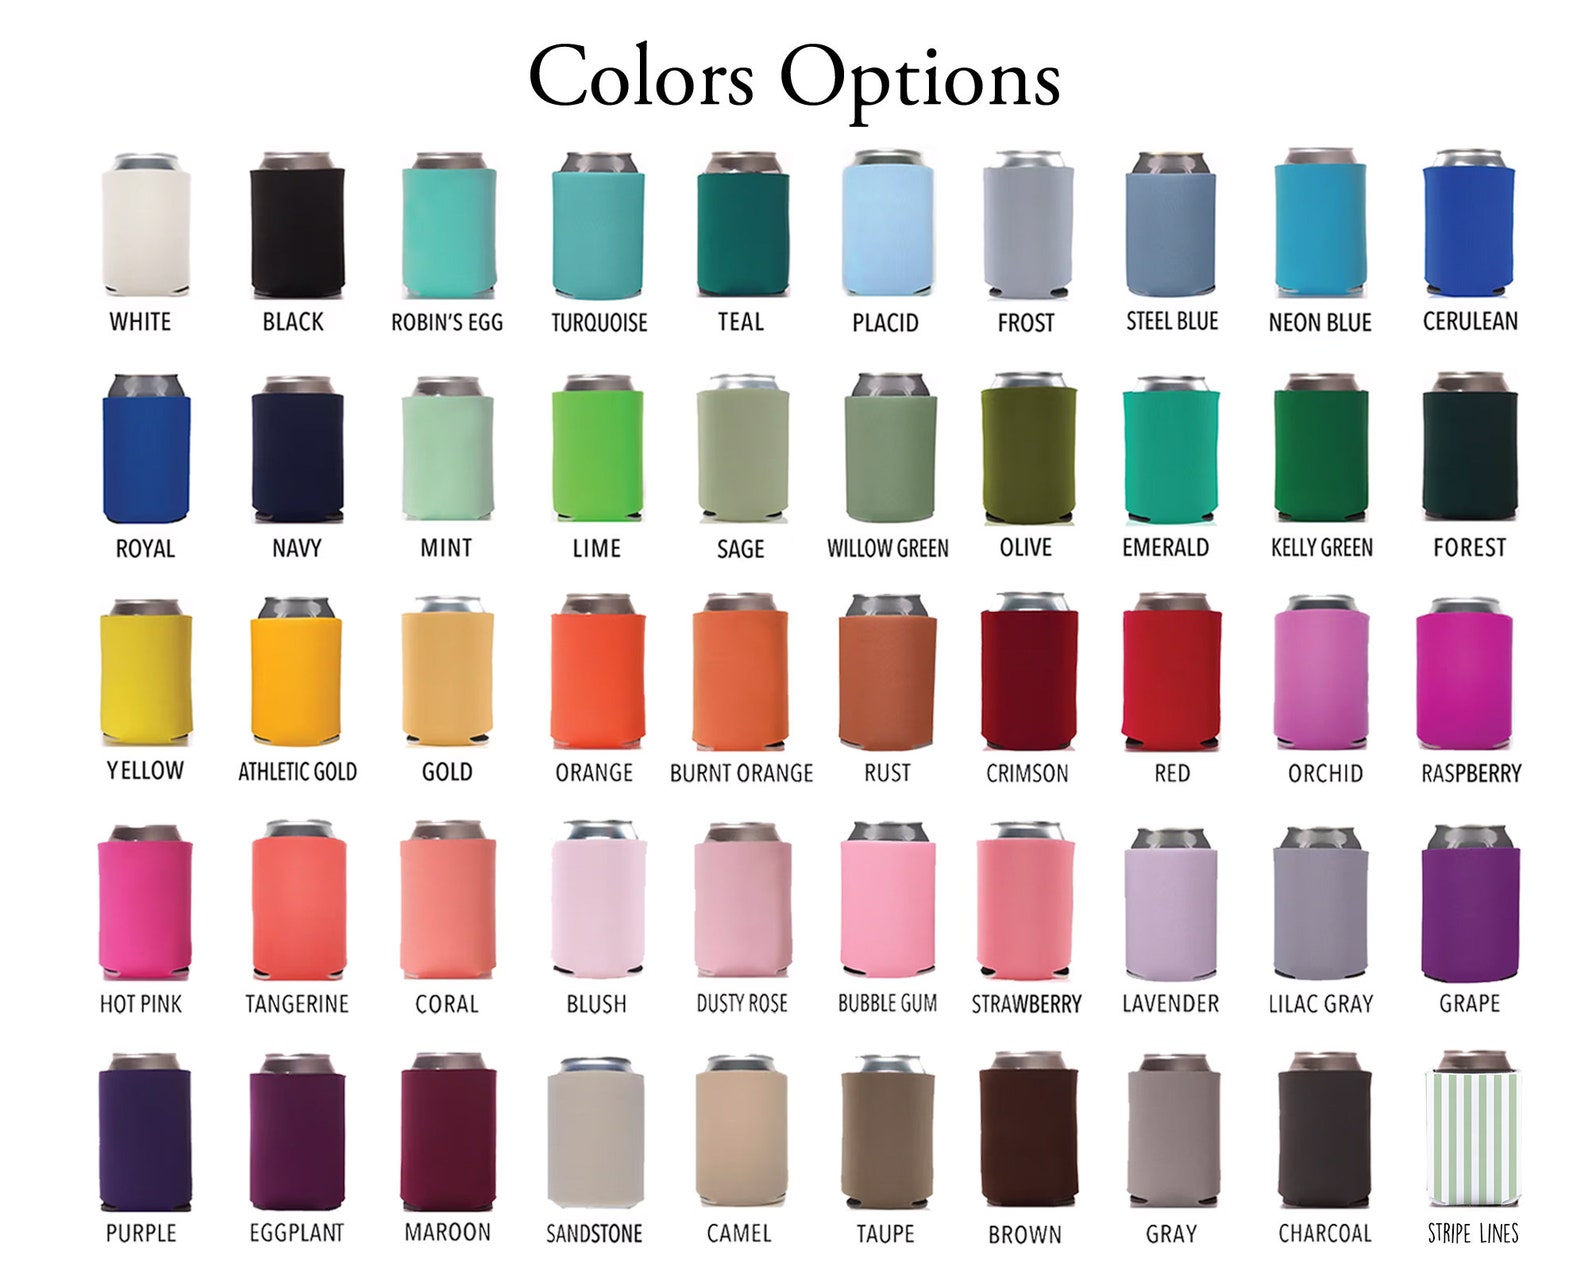 Colors Options
WHITE BLACK ROBIN'S EGG TURQUOISE TEAL PLACID FROST STEEL BLUE NEON BLUE CERULEAN
ROYAL NAVY MINT LIME SAGE WILLOW GREEN OLIVE EMERALD KELLY GREEN FOREST
YELLOW ATHLETIC GOLD GOLD ORANGE BURNT ORANGE RUST CRIMSON RED ORCHID RASPBERRY
HOT PINK TANGERINE CORAL BLUSH DUSTY ROSE BUBBLE GUM STRAWBERRY LAVENDER LILAC GRAY GRAPE
PURPLE EGGPLANT MAROON SANDSTONE CAMEL TAUPE BROWN GRAY CHARCOAL STRIPE LINES